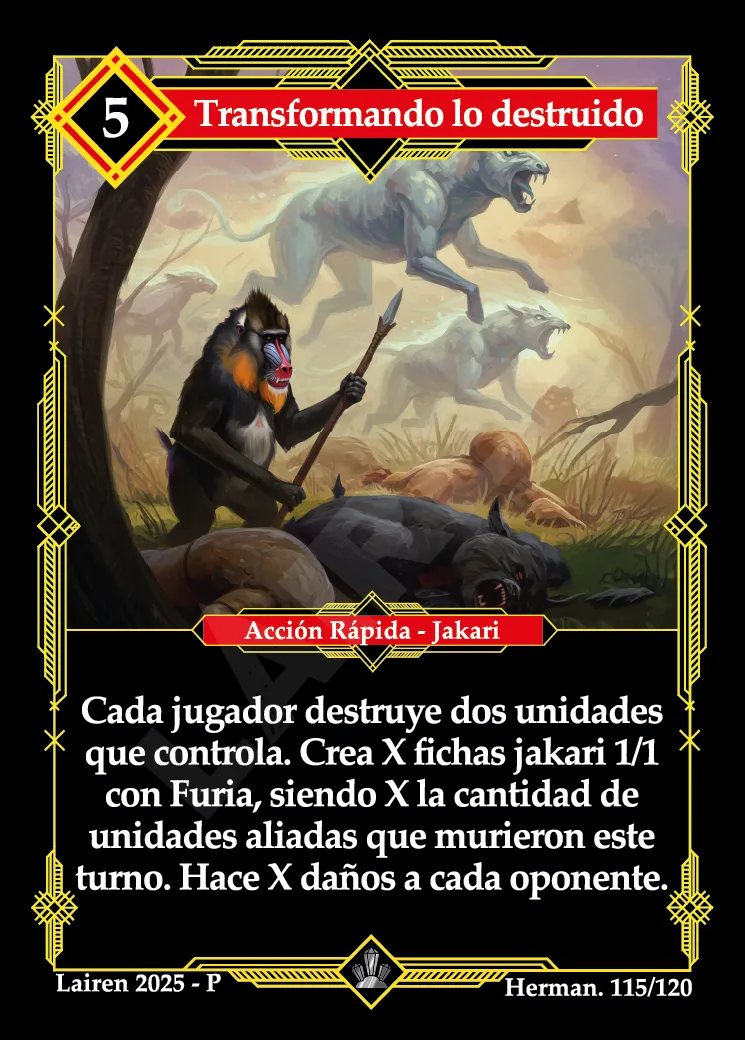 5
Transformando lo destruido
Acción Rápida - Jakari
Cada jugador destruye dos unidades
que controla. Crea X fichas jakari 1/1
con Furia, siendo X la cantidad de
unidades aliadas que murieron este
turno. Hace X daños a cada oponente.
Lairen 2025 - P
Herman. 115/120